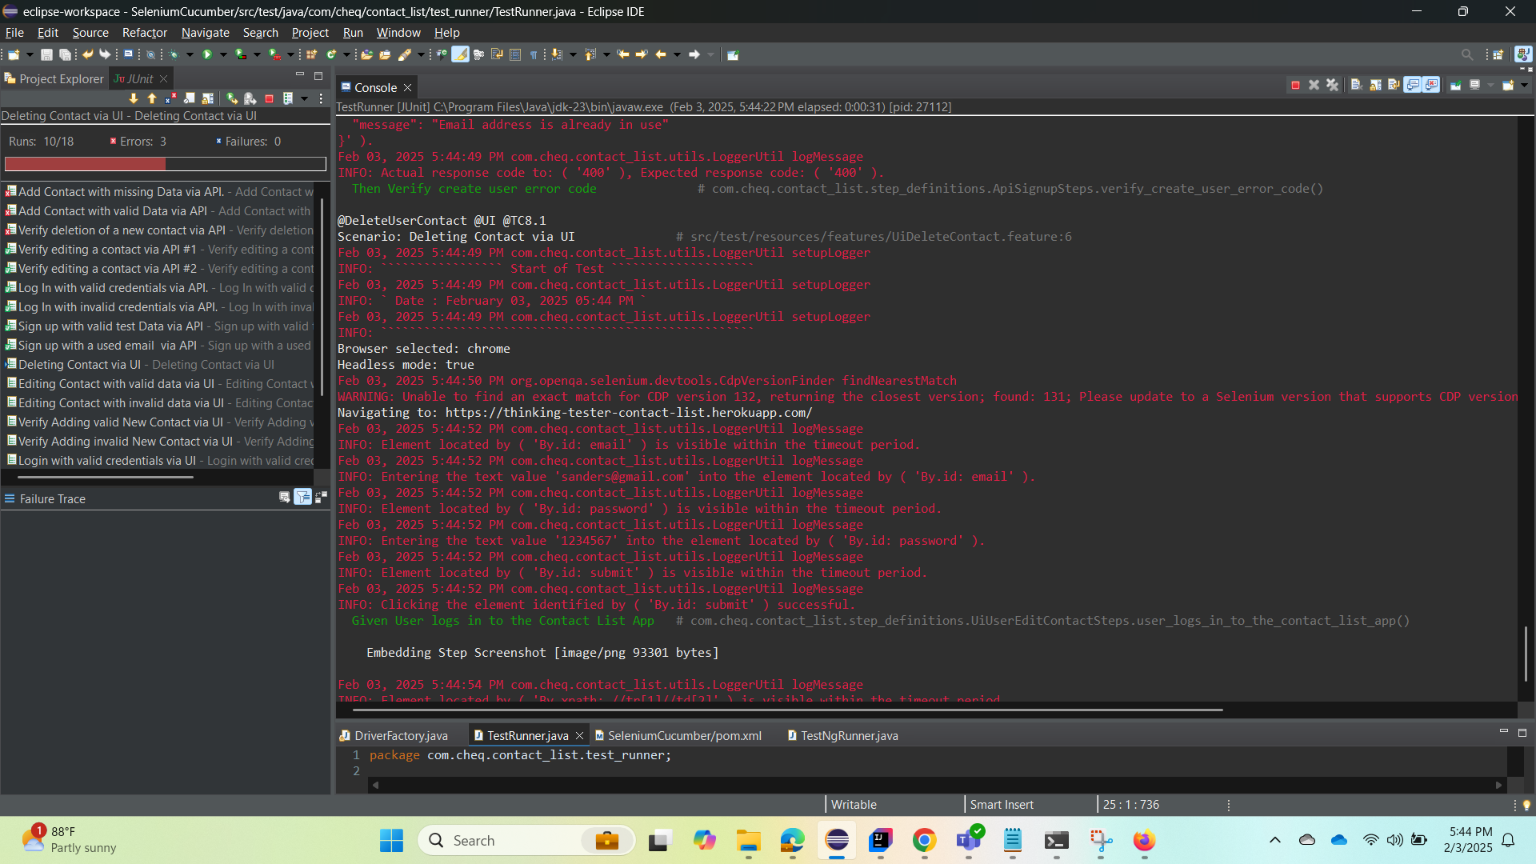 eclipse-workspace - SeleniumCucumber/src/test/java/com/cheq/contact_list/test_runner/TestRunner.java - Eclipse IDE
File Edit Source Refactor Navigate Search Project Run Window Help
Project Explorer JUnit
Deleting Contact via UI - Deleting Contact via UI
Runs: 10/18 Errors: 3 Failures: 0
Add Contact with missing Data via API. - Add Contact w
Add Contact with valid Data via API - Add Contact with
Verify deletion of a new contact via API - Verify deletion
Verify editing a contact via API #1 - Verify editing a cont
Verify editing a contact via API #2 - Verify editing a cont
Log In with valid credentials via API. - Log In with valid c
Log In with invalid credentials via API. - Log In with inva
Sign up with valid test Data via API - Sign up with valid
Sign up with a used email  via API - Sign up with a used
Deleting Contact via UI - Deleting Contact via UI
Editing Contact with valid data via UI - Editing Contact
Editing Contact with invalid data via UI - Editing Contac
Verify Adding valid New Contact via UI - Verify Adding v
Verify Adding invalid New Contact via UI - Verify Adding
Login with valid credentials via UI - Login with valid crec
Failure Trace
Console
TestRunner [JUnit] C:\Program Files\Java\jdk-23\bin\javaw.exe (Feb 3, 2025, 5:44:22 PM elapsed: 0:00:31) [pid: 27112]
"message": "Email address is already in use"
}' ).
Feb 03, 2025 5:44:49 PM com.cheq.contact_list.utils.LoggerUtil logMessage
INFO: Actual response code to: ( '400' ), Expected response code: ( '400' ).
Then Verify create user error code # com.cheq.contact_list.step_definitions.ApiSignupSteps.verify_create_user_error_code()
@DeleteUserContact @UI @TC8.1
Scenario: Deleting Contact via UI # src/test/resources/features/UiDeleteContact.feature:6
Feb 03, 2025 5:44:49 PM com.cheq.contact_list.utils.LoggerUtil setupLogger
INFO: ````````````````` Start of Test ````````````````````
Feb 03, 2025 5:44:49 PM com.cheq.contact_list.utils.LoggerUtil setupLogger
INFO: ` Date : February 03, 2025 05:44 PM `
Feb 03, 2025 5:44:49 PM com.cheq.contact_list.utils.LoggerUtil setupLogger
INFO: ````````````````````````````````````````````````````
Browser selected: chrome
Headless mode: true
Feb 03, 2025 5:44:50 PM org.openqa.selenium.devtools.CdpVersionFinder findNearestMatch
WARNING: Unable to find an exact match for CDP version 132, returning the closest version; found: 131; Please update to a Selenium version that supports CDP version
Navigating to: https://thinking-tester-contact-list.herokuapp.com/
Feb 03, 2025 5:44:52 PM com.cheq.contact_list.utils.LoggerUtil logMessage
INFO: Element located by ( 'By.id: email' ) is visible within the timeout period.
Feb 03, 2025 5:44:52 PM com.cheq.contact_list.utils.LoggerUtil logMessage
INFO: Entering the text value 'sanders@gmail.com' into the element located by ( 'By.id: email' ).
Feb 03, 2025 5:44:52 PM com.cheq.contact_list.utils.LoggerUtil logMessage
INFO: Element located by ( 'By.id: password' ) is visible within the timeout period.
Feb 03, 2025 5:44:52 PM com.cheq.contact_list.utils.LoggerUtil logMessage
INFO: Entering the text value '1234567' into the element located by ( 'By.id: password' ).
Feb 03, 2025 5:44:52 PM com.cheq.contact_list.utils.LoggerUtil logMessage
INFO: Element located by ( 'By.id: submit' ) is visible within the timeout period.
Feb 03, 2025 5:44:52 PM com.cheq.contact_list.utils.LoggerUtil logMessage
INFO: Clicking the element identified by ( 'By.id: submit' ) successful.
Given User logs in to the Contact List App # com.cheq.contact_list.step_definitions.UiUserEditContactSteps.user_logs_in_to_the_contact_list_app()
Embedding Step Screenshot [image/png 93301 bytes]
Feb 03, 2025 5:44:54 PM com.cheq.contact_list.utils.LoggerUtil logMessage
INFO: Element located by ( 'By.xpath: //tr[1]//td[2]' ) is visible within the timeout period.
DriverFactory.java TestRunner.java SeleniumCucumber/pom.xml TestNgRunner.java
1 package com.cheq.contact_list.test_runner;
2
Writable Smart Insert 25 : 1 : 736
1 88°F
Partly sunny
Search
5:44 PM
2/3/2025